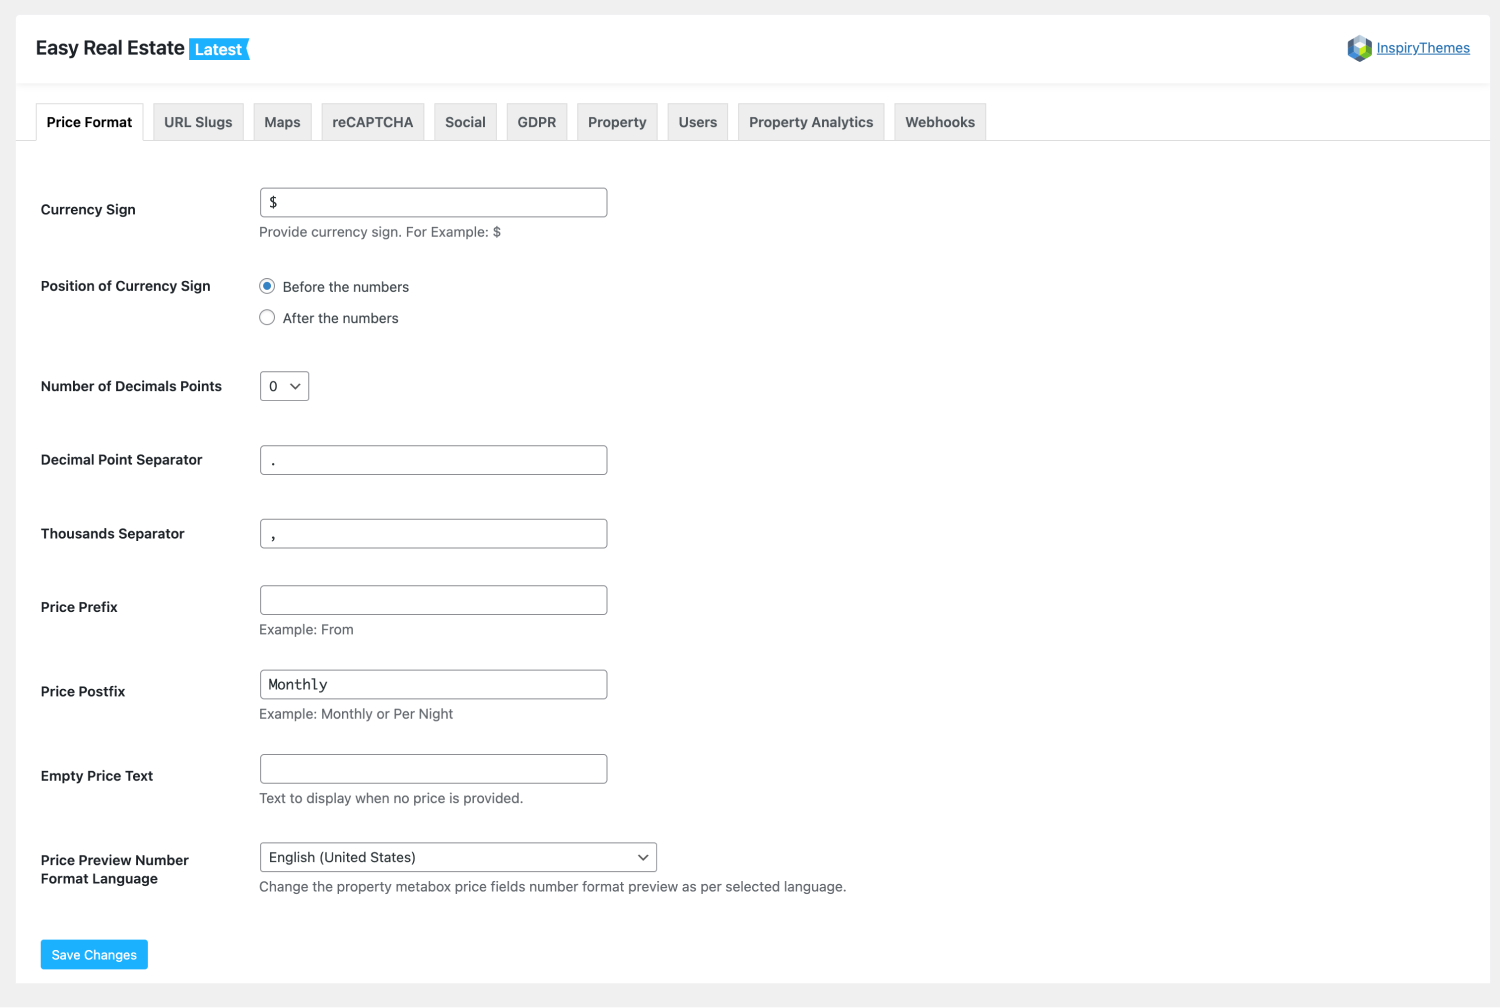 Easy Real Estate Latest
InspiryThemes
Price Format URL Slugs Maps reCAPTCHA Social GDPR Property Users Property Analytics Webhooks
Currency Sign
$
Provide currency sign. For Example: $
Position of Currency Sign
Before the numbers
After the numbers
Number of Decimals Points
0
Decimal Point Separator
.
Thousands Separator
,
Price Prefix
Example: From
Price Postfix
Monthly
Example: Monthly or Per Night
Empty Price Text
Text to display when no price is provided.
Price Preview Number
Format Language
English (United States)
Change the property metabox price fields number format preview as per selected language.
Save Changes